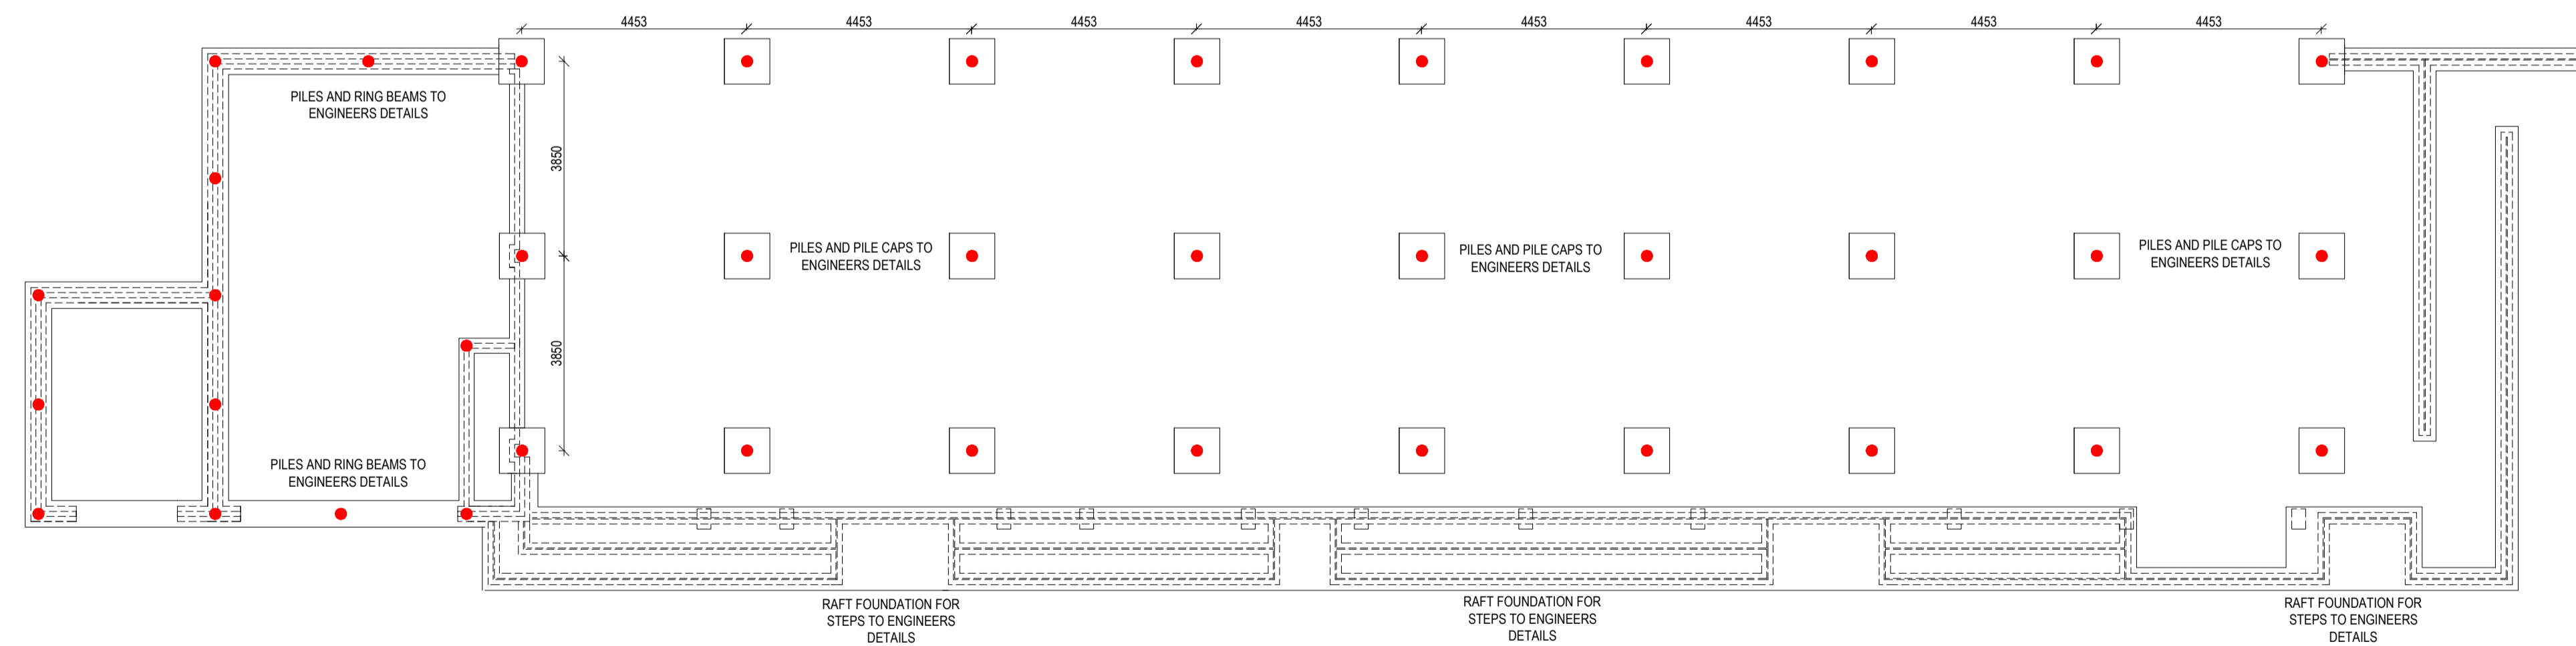 4453 4453 4453 4453 4453 4453 4453 4453
PILES AND RING BEAMS TO
ENGINEERS DETAILS
3850
PILES AND PILE CAPS TO
ENGINEERS DETAILS
PILES AND PILE CAPS TO
ENGINEERS DETAILS
PILES AND PILE CAPS TO
ENGINEERS DETAILS
3850
PILES AND RING BEAMS TO
ENGINEERS DETAILS
RAFT FOUNDATION FOR
STEPS TO ENGINEERS
DETAILS
RAFT FOUNDATION FOR
STEPS TO ENGINEERS
DETAILS
RAFT FOUNDATION FOR
STEPS TO ENGINEERS
DETAILS